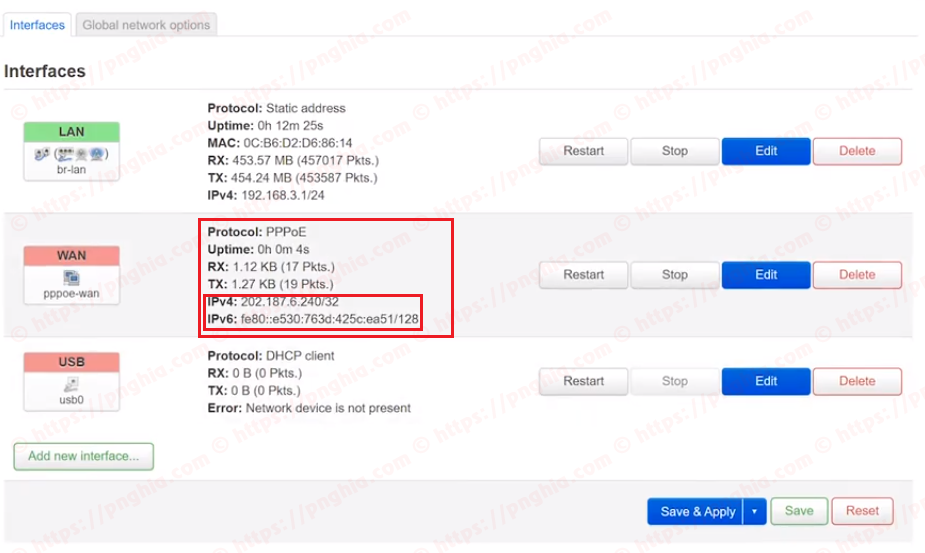 Interfaces
Global network options
Interfaces
LAN
br-lan
Protocol: Static address
Uptime: 0h 12m 25s
MAC: 0C:B6:D2:D6:86:14
RX: 453.57 MB (457017 Pkts.)
TX: 454.24 MB (453587 Pkts.)
IPv4: 192.168.3.1/24
Restart
Stop
Edit
Delete
WAN
pppoe-wan
Protocol: PPPoE
Uptime: 0h 0m 4s
RX: 1.12 KB (17 Pkts.)
TX: 1.27 KB (19 Pkts.)
IPv4: 202.187.6.240/32
IPv6: fe80::e530:763d:425c:ea51/128
Restart
Stop
Edit
Delete
USB
usb0
Protocol: DHCP client
RX: 0 B (0 Pkts.)
TX: 0 B (0 Pkts.)
Error: Network device is not present
Restart
Stop
Edit
Delete
Add new interface...
Save & Apply
Save
Reset
© https://pnghia.com